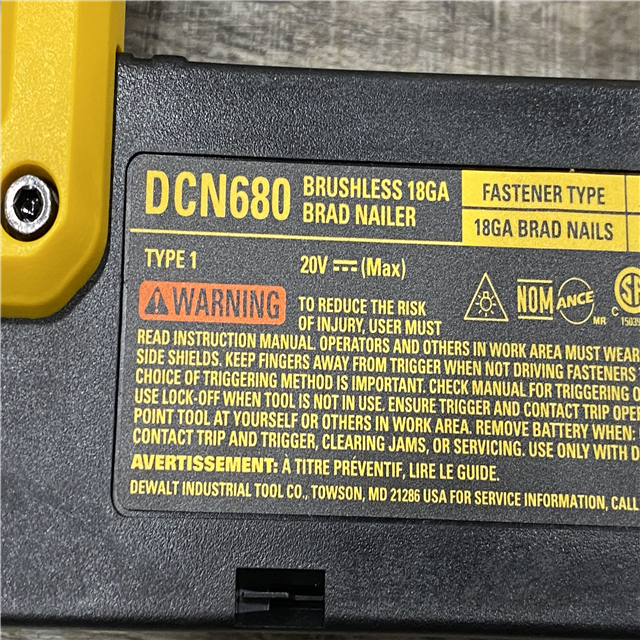 DCN680 BRUSHLESS 18GA
BRAD NAILER
FASTENER TYPE
18GA BRAD NAILS
TYPE 1
20V (Max)
WARNING
TO REDUCE THE RISK
OF INJURY, USER MUST
NOM
ANCE
MR
C
READ INSTRUCTION MANUAL. OPERATORS AND OTHERS IN WORK AREA MUST WEAR
SIDE SHIELDS. KEEP FINGERS AWAY FROM TRIGGER WHEN NOT DRIVING FASTENERS
CHOICE OF TRIGGERING METHOD IS IMPORTANT. CHECK MANUAL FOR TRIGGERING
USE LOCK-OFF WHEN TOOL IS NOT IN USE. ENSURE TRIGGER AND CONTACT TRIP
POINT TOOL AT YOURSELF OR OTHERS IN WORK AREA. REMOVE BATTERY WHEN:
CONTACT TRIP AND TRIGGER, CLEARING JAMS, OR SERVICING. USE ONLY WITH
AVERTISSEMENT: À TITRE PRÉVENTIF, LIRE LE GUIDE.
DEWALT INDUSTRIAL TOOL CO., TOWSON, MD 21286 USA FOR SERVICE INFORMATION, CALL